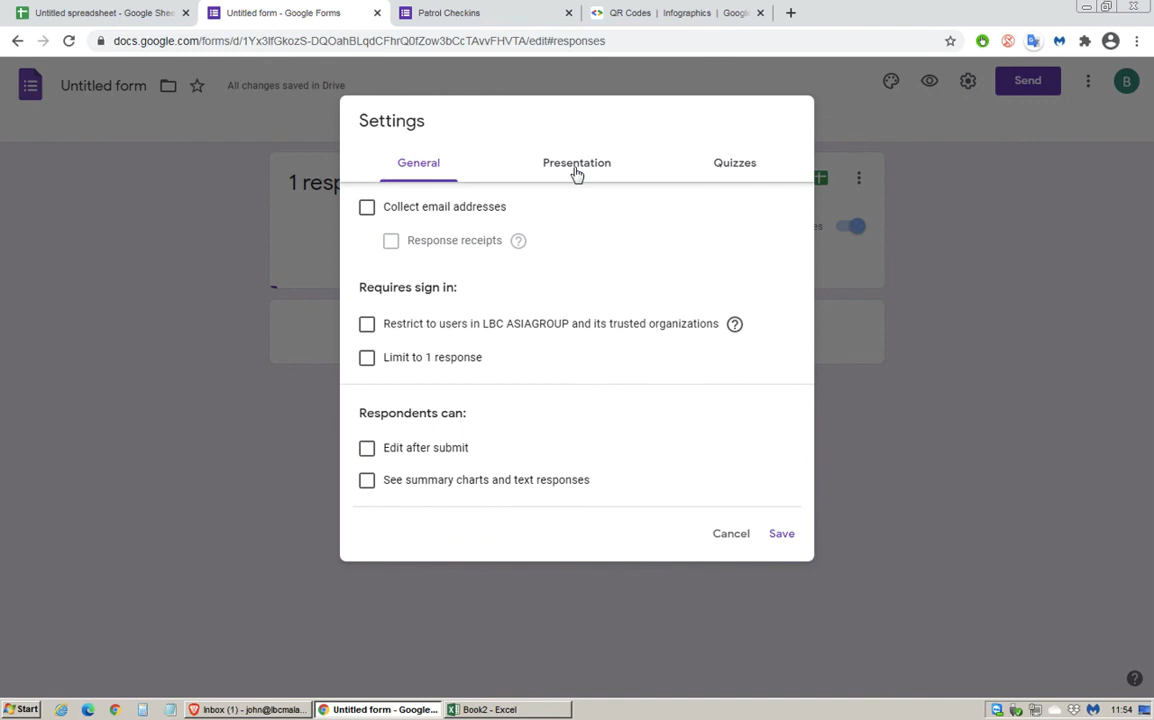 Untitled spreadsheet - Google Shee
Untitled form - Google Forms
Patrol Checkins
QR Codes | Infographics | Googl
docs.google.com/forms/d/1Yx3lfGkozS-DQOahBLqdCFhrQ0fZow3bCcTAvvFHVTA/edit#responses
Untitled form
All changes saved in Drive
Send
B
Settings
General
Presentation
Quizzes
1 resp
es
Collect email addresses
Response receipts
Requires sign in:
Restrict to users in LBC ASIAGROUP and its trusted organizations
Limit to 1 response
Respondents can:
Edit after submit
See summary charts and text responses
Cancel
Save
Start
Inbox (1) - john@lbcmala...
Untitled form - Google...
Book2 - Excel
11:54